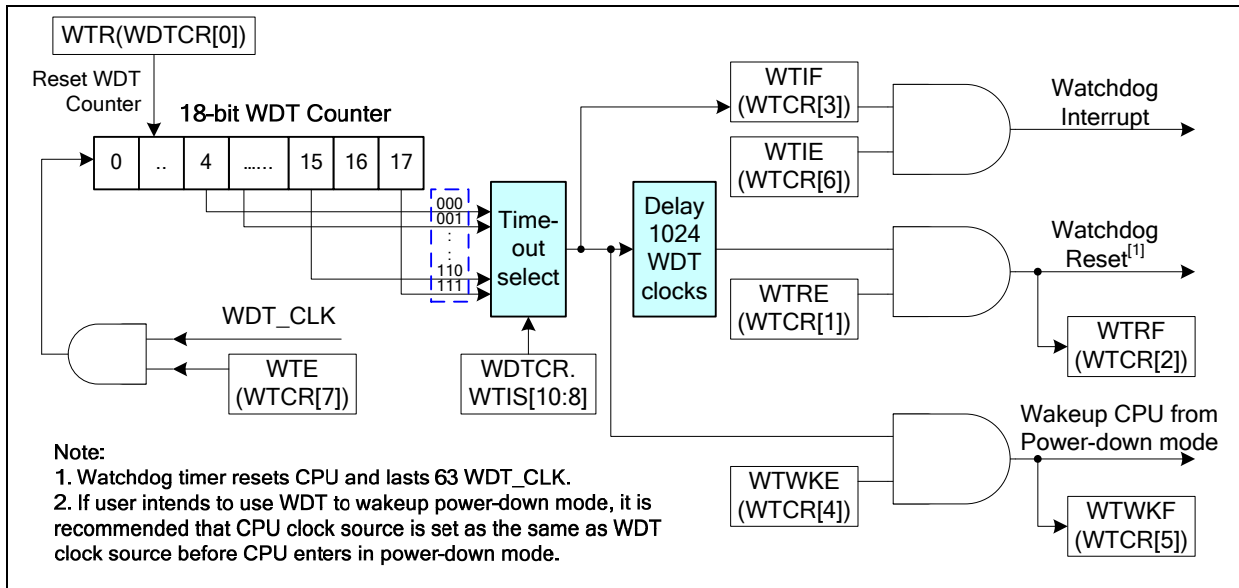 WTR(WDTCR[0])
Reset WDT
Counter
18-bit WDT Counter
0 .. 4 ...... 15 16 17
000
001
:
:
110
111
Time-
out
select
WDTCR.
WTIS[10:8]
WDT_CLK
WTE
(WTCR[7])
Delay
1024
WDT
clocks
WTIF
(WTCR[3])
WTIE
(WTCR[6])
Watchdog
Interrupt
WTRE
(WTCR[1])
Watchdog
Reset[1]
WTRF
(WTCR[2])
WTWKE
(WTCR[4])
Wakeup CPU from
Power-down mode
WTWKF
(WTCR[5])
Note:
1. Watchdog timer resets CPU and lasts 63 WDT_CLK.
2. If user intends to use WDT to wakeup power-down mode, it is
recommended that CPU clock source is set as the same as WDT
clock source before CPU enters in power-down mode.